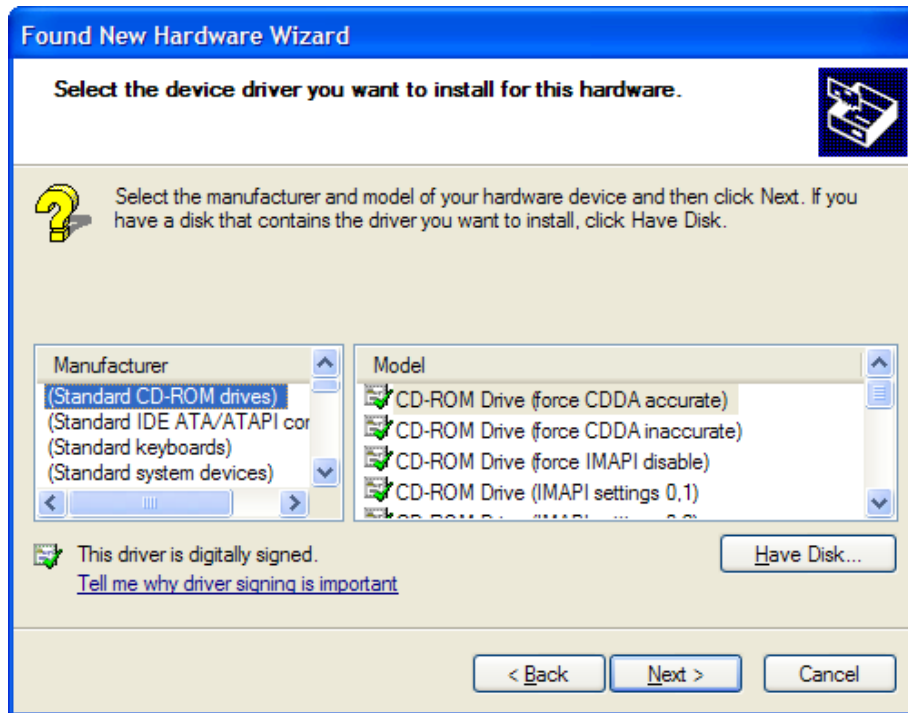 Found New Hardware Wizard
Select the device driver you want to install for this hardware.
Select the manufacturer and model of your hardware device and then click Next. If you
have a disk that contains the driver you want to install, click Have Disk.
Manufacturer
(Standard CD-ROM drives)
(Standard IDE ATA/ATAPI cor
(Standard keyboards)
(Standard system devices)
Model
CD-ROM Drive (force CDDA accurate)
CD-ROM Drive (force CDDA inaccurate)
CD-ROM Drive (force IMAPI disable)
CD-ROM Drive (IMAPI settings 0,1)
This driver is digitally signed.
Tell me why driver signing is important
Have Disk...
< Back
Next >
Cancel